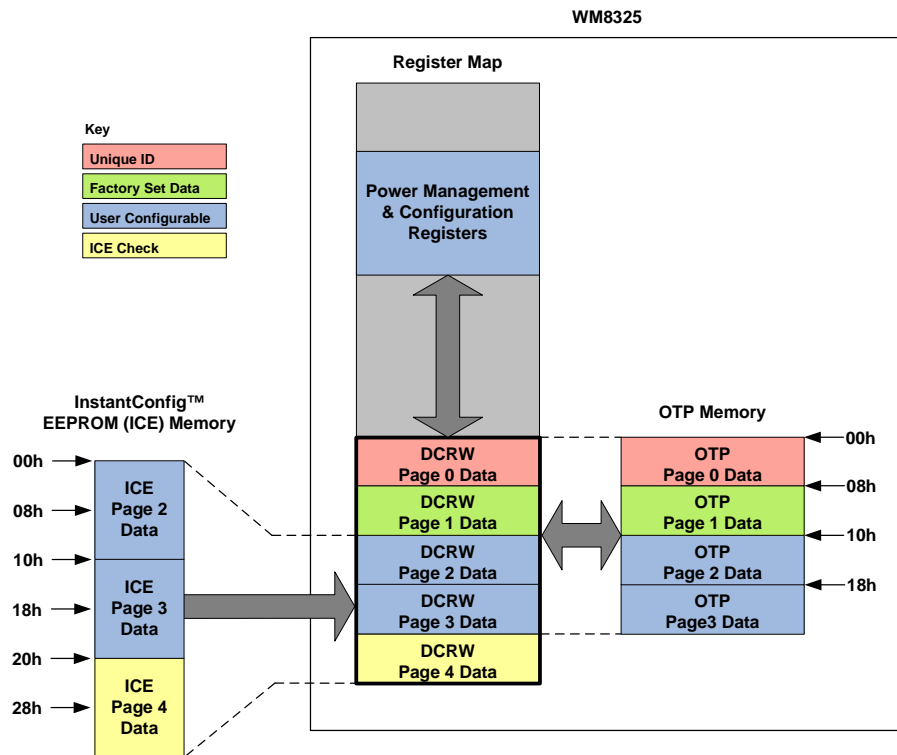 WM8325
Register Map
Key
Unique ID
Factory Set Data
User Configurable
ICE Check
Power Management
& Configuration
Registers
InstantConfig™
EEPROM (ICE) Memory
00h
08h
10h
18h
20h
28h
ICE
Page 2
Data
ICE
Page 3
Data
ICE
Page 4
Data
DCRW
Page 0 Data
DCRW
Page 1 Data
DCRW
Page 2 Data
DCRW
Page 3 Data
DCRW
Page 4 Data
OTP Memory
OTP
Page 0 Data
OTP
Page 1 Data
OTP
Page 2 Data
OTP
Page3 Data
00h
08h
10h
18h